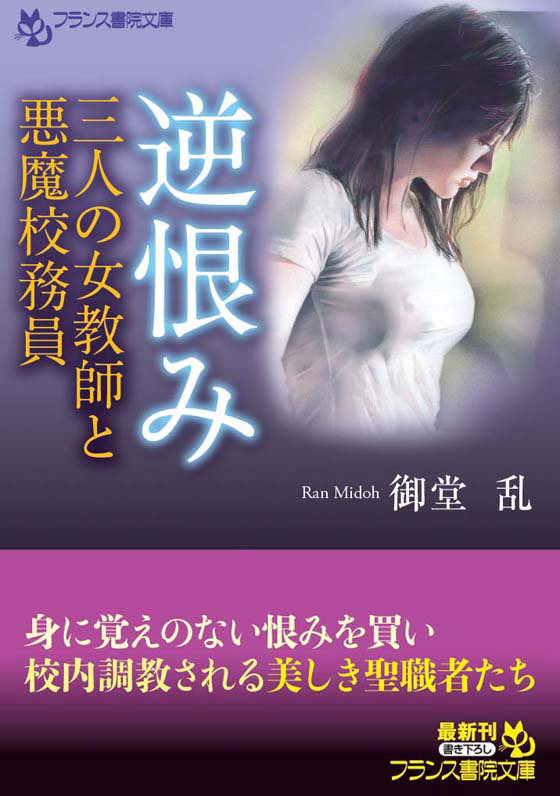 フランス書院文庫
逆恨み
三人の女教師と
悪魔校務員
Ran Midoh 御堂 乱
身に覚えのない恨みを買い
校内調教される美しき聖職者たち
最新刊
書き下ろし
フランス書院文庫